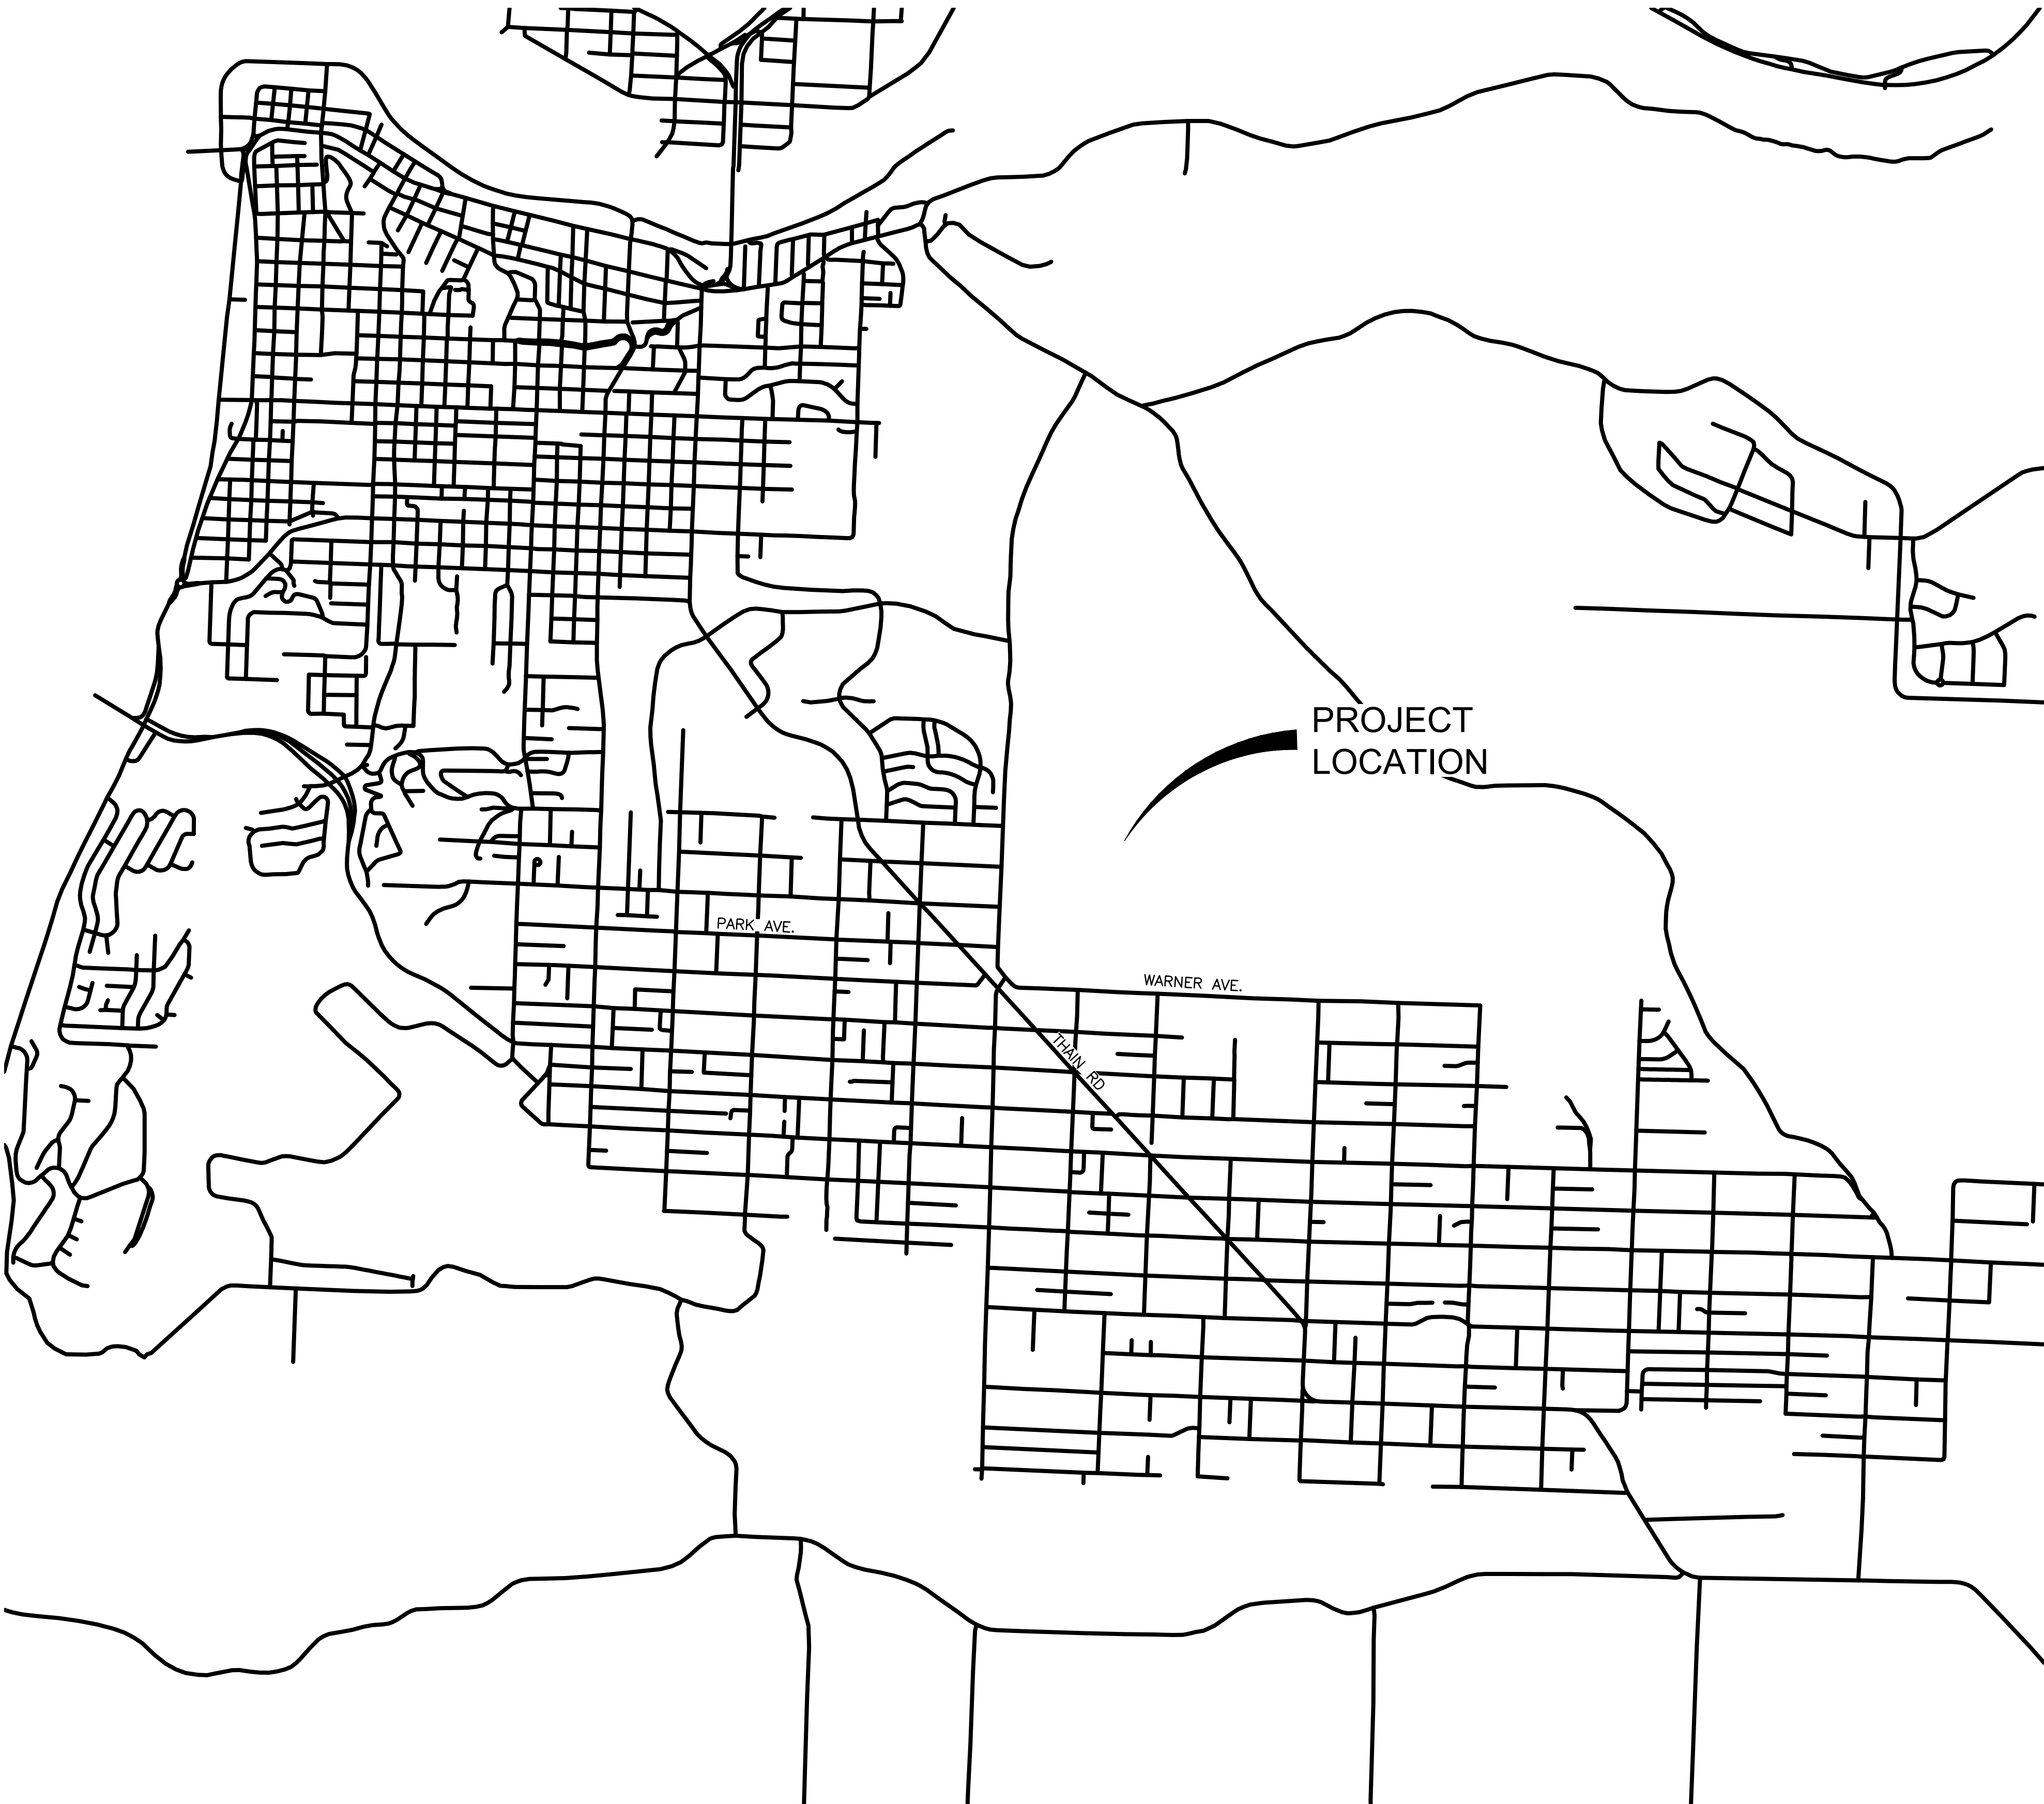 PROJECT
LOCATION
PARK AVE.
WARNER AVE.
THAIN RD